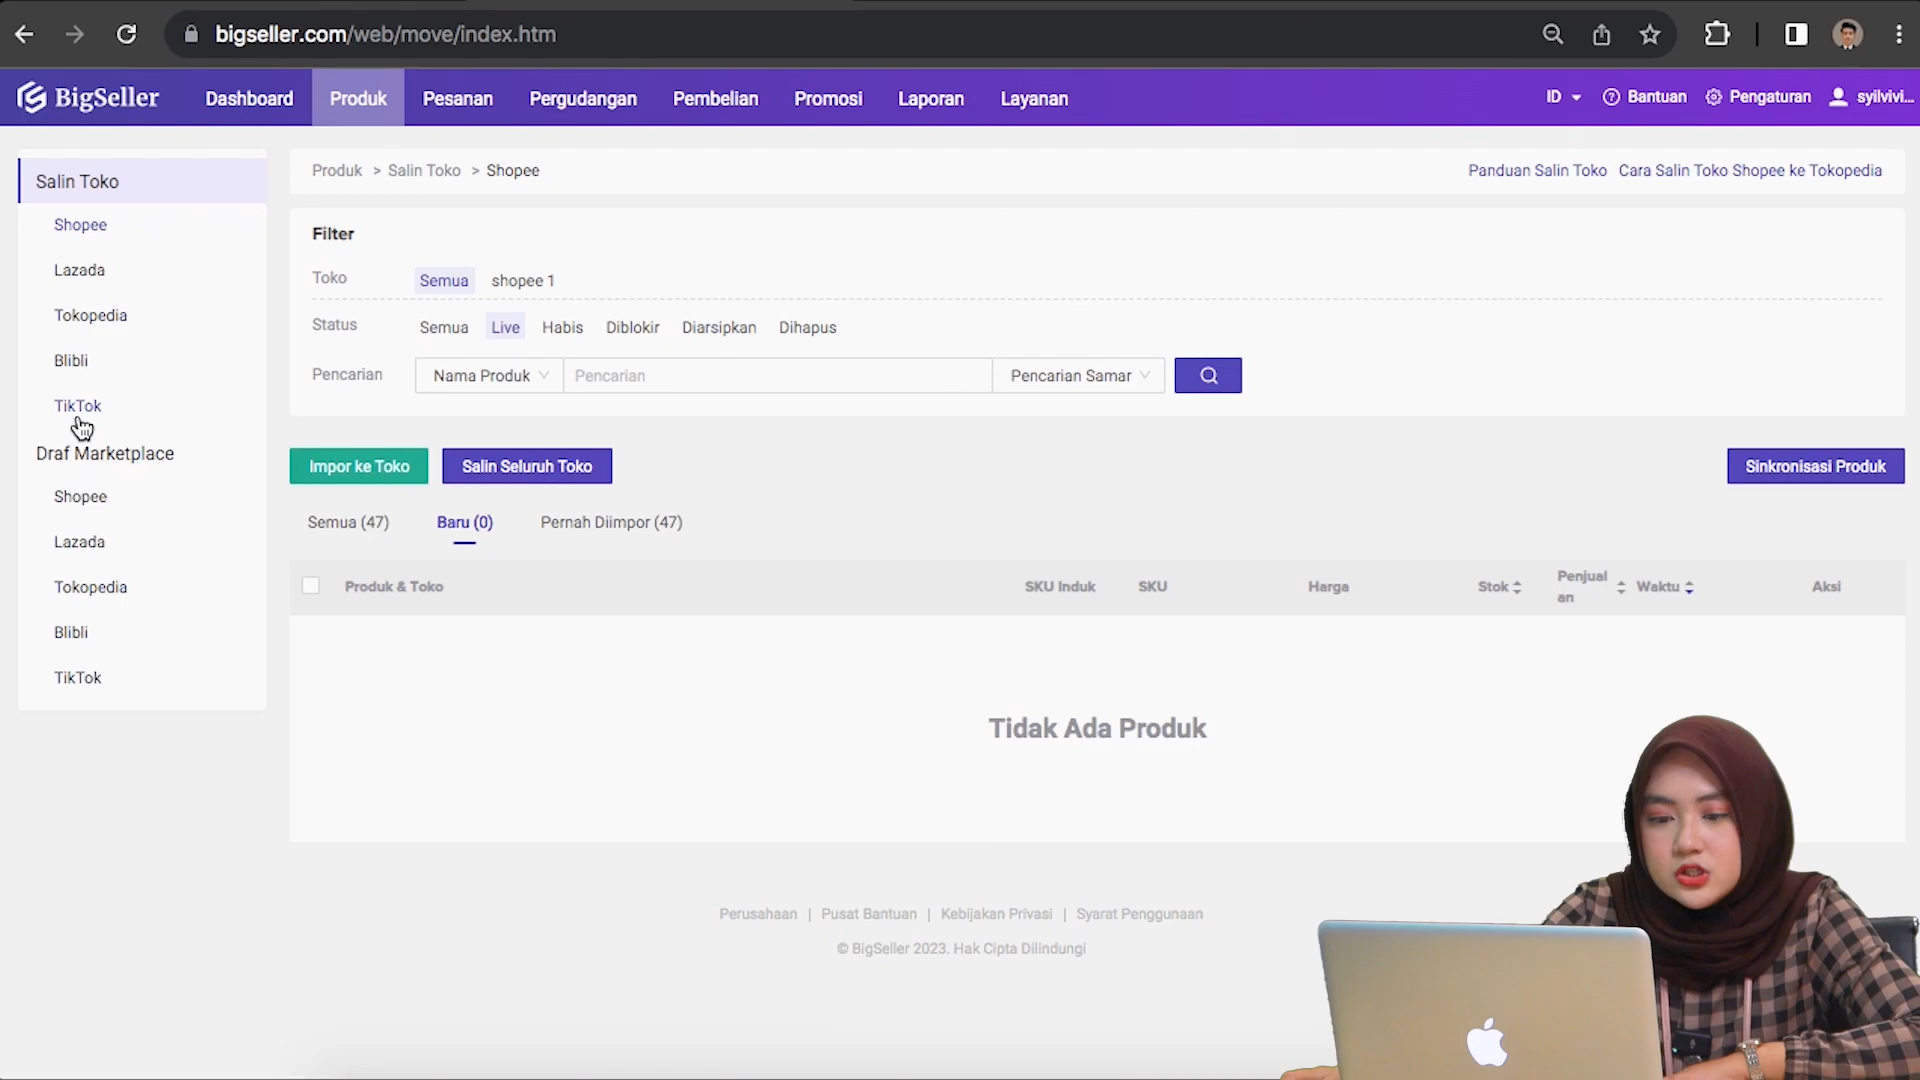 bigseller.com/web/move/index.htm
BigSeller
Dashboard
Produk
Pesanan
Pergudangan
Pembelian
Promosi
Laporan
Layanan
ID
Bantuan
Pengaturan
syilvivi...
Salin Toko
Shopee
Lazada
Tokopedia
Blibli
TikTok
Draf Marketplace
Shopee
Lazada
Tokopedia
Blibli
TikTok
Produk > Salin Toko > Shopee
Panduan Salin Toko Cara Salin Toko Shopee ke Tokopedia
Filter
Toko Semua shopee 1
Status Semua Live Habis Diblokir Diarsipkan Dihapus
Pencarian Nama Produk Pencarian Pencarian Samar
Impor ke Toko
Salin Seluruh Toko
Sinkronisasi Produk
Semua (47) Baru (0) Pernah Diimpor (47)
Produk & Toko SKU Induk SKU Harga Stok Penjual
an Waktu Aksi
Tidak Ada Produk
Perusahaan | Pusat Bantuan | Kebijakan Privasi | Syarat Penggunaan
© BigSeller 2023. Hak Cipta Dilindungi